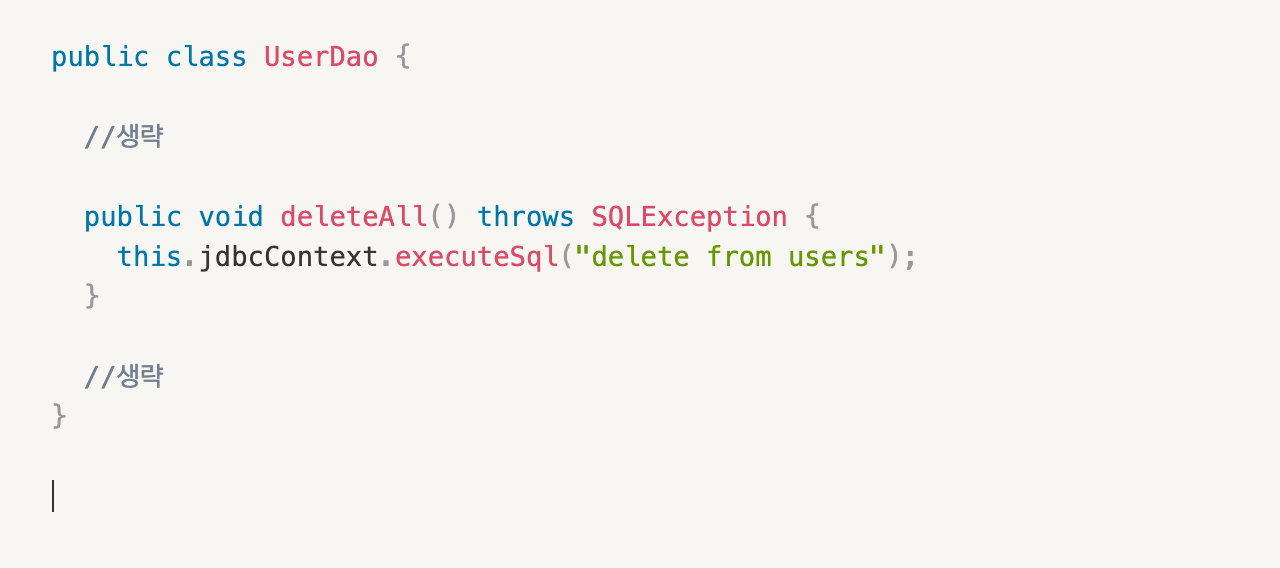 public class UserDao {
//생략
public void deleteAll() throws SQLException {
this.jdbcContext.executeSql("delete from users");
}
//생략
}